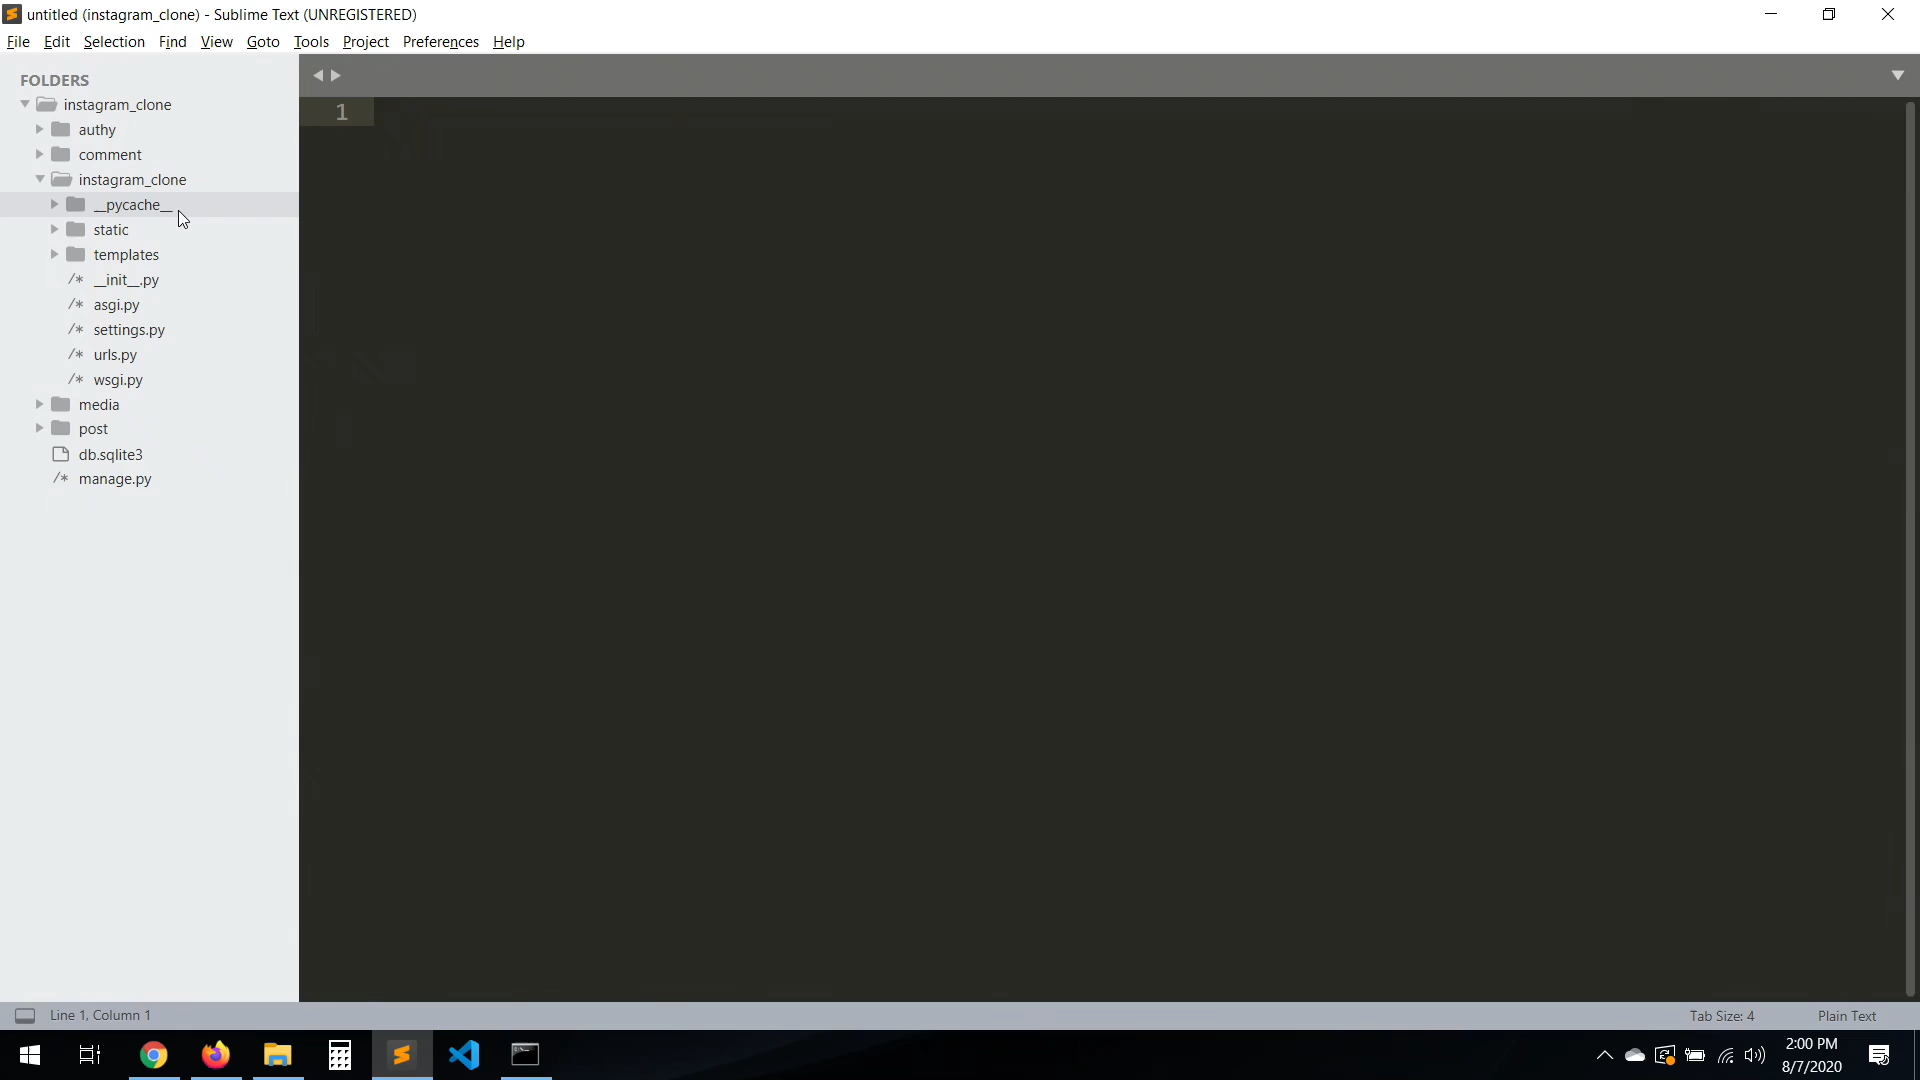 untitled (instagram_clone) - Sublime Text (UNREGISTERED)
File Edit Selection Find View Goto Tools Project Preferences Help
FOLDERS
instagram_clone
authy
comment
instagram_clone
__pycache__
static
templates
/* __init__.py
/* asgi.py
/* settings.py
/* urls.py
/* wsgi.py
media
post
db.sqlite3
/* manage.py
1
Line 1, Column 1
Tab Size: 4
Plain Text
2:00 PM
8/7/2020